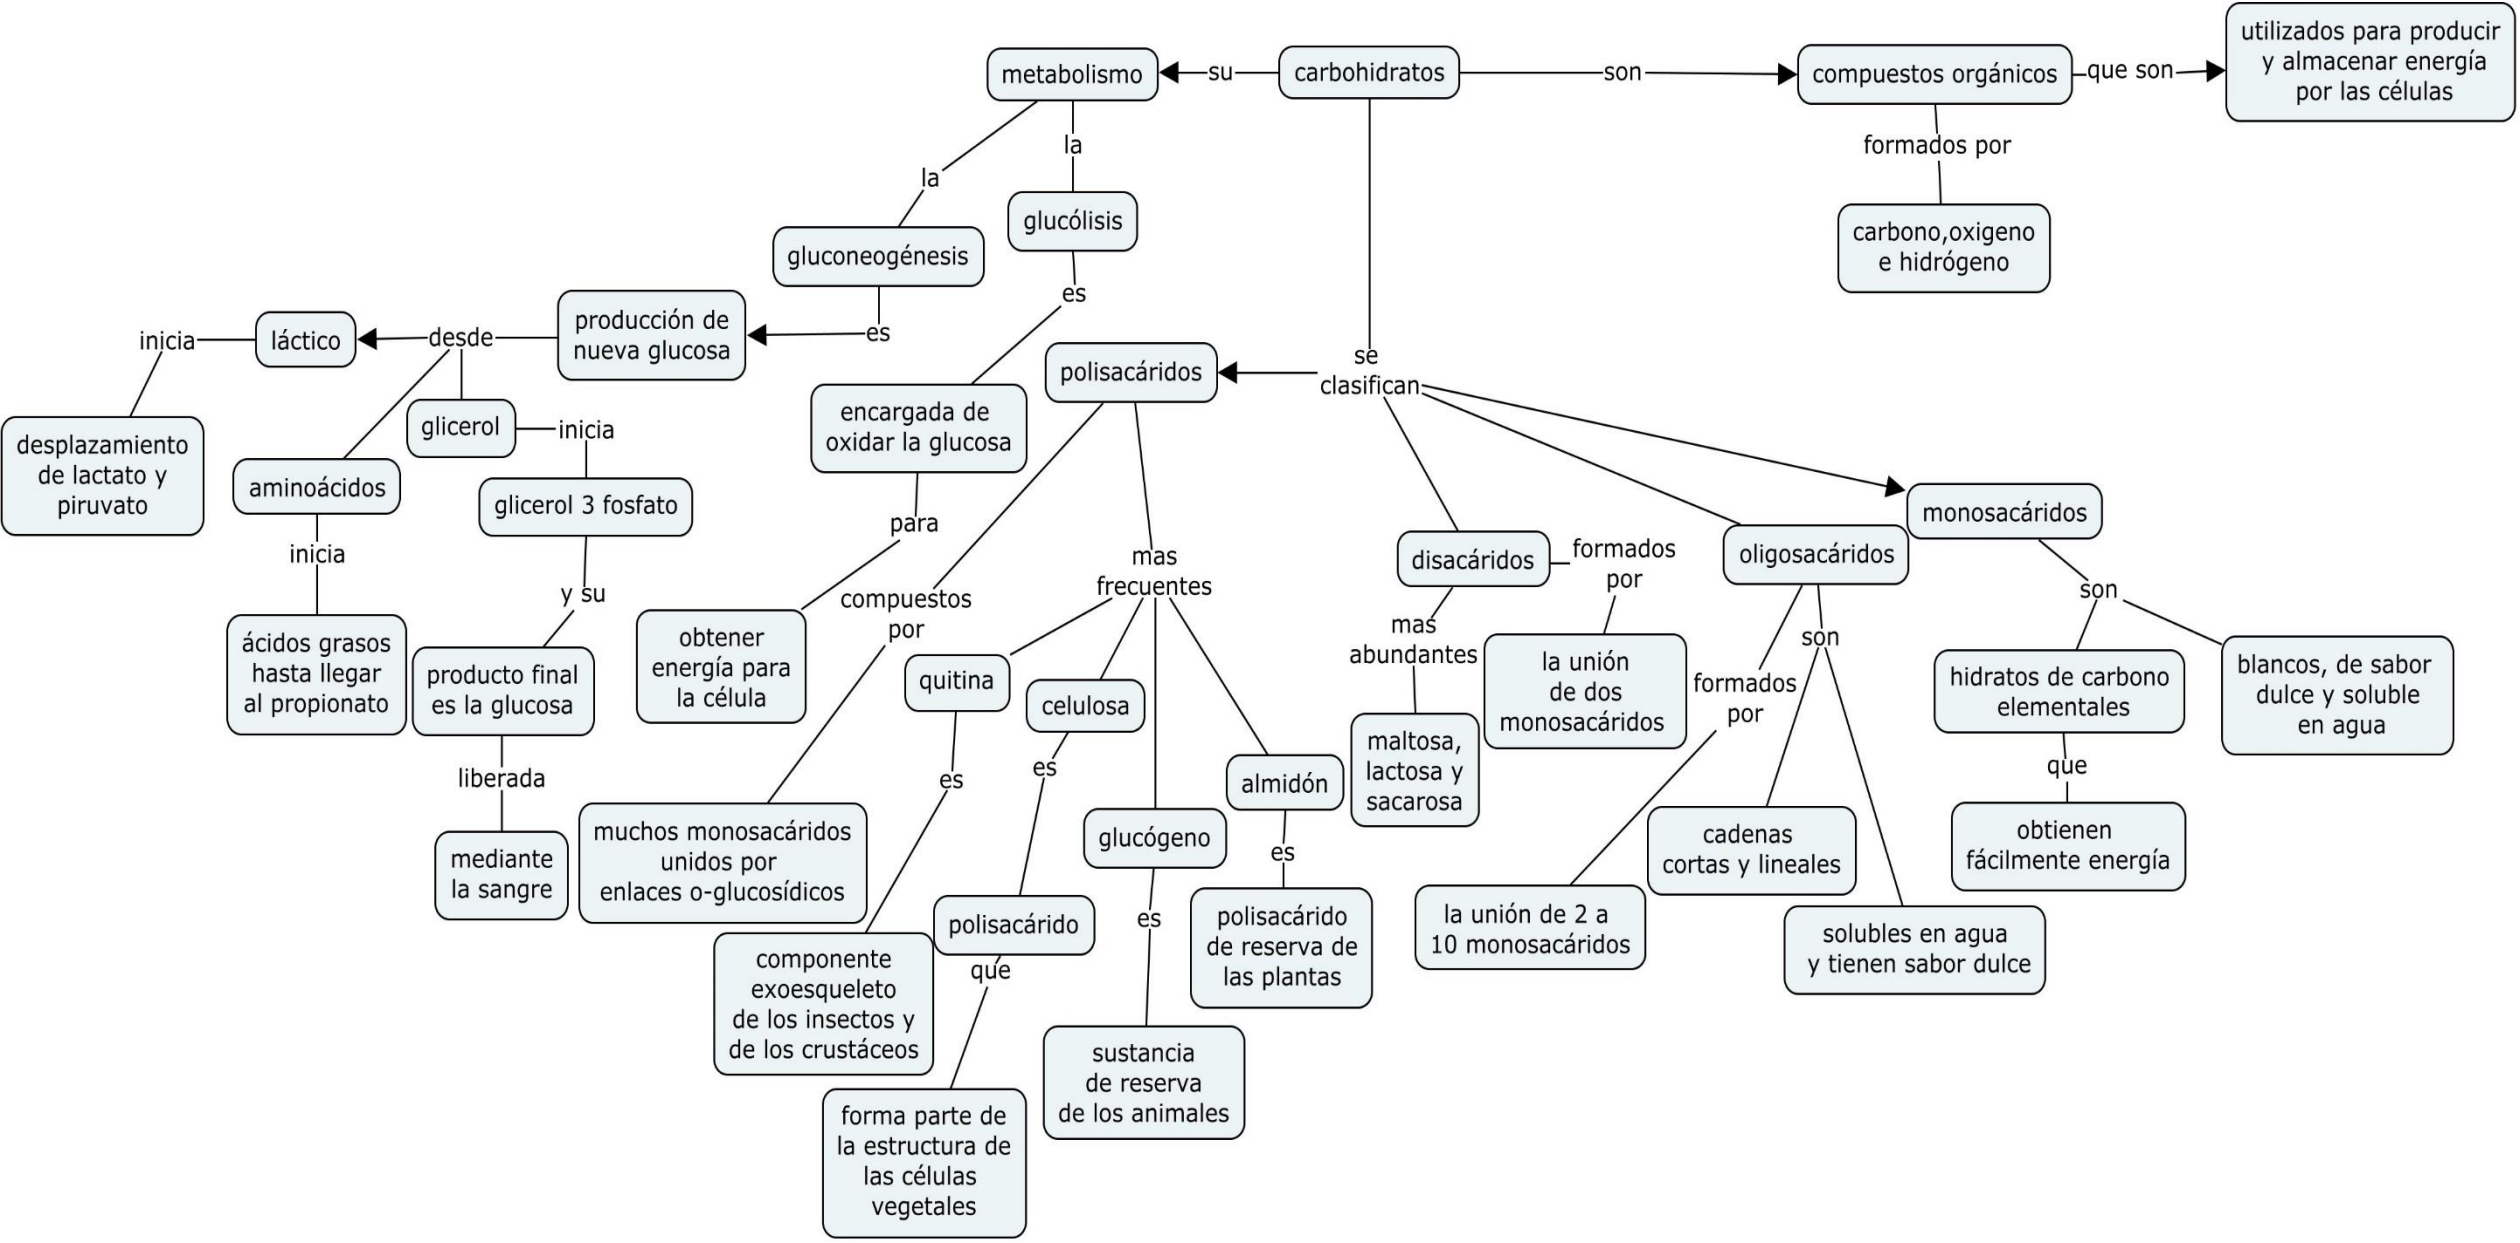 utilizados para producir
y almacenar energía
por las células
metabolismo
su
carbohidratos
son
compuestos orgánicos
que son
formados por
carbono,oxigeno
e hidrógeno
la
la
glucólisis
gluconeogénesis
es
es
producción de
nueva glucosa
desde
láctico
inicia
desplazamiento
de lactato y
piruvato
glicerol
inicia
aminoácidos
glicerol 3 fosfato
inicia
y su
ácidos grasos
hasta llegar
al propionato
producto final
es la glucosa
liberada
mediante
la sangre
encargada de
oxidar la glucosa
para
obtener
energía para
la célula
se
clasifican
polisacáridos
compuestos
por
muchos monosacáridos
unidos por
enlaces o-glucosídicos
mas
frecuentes
quitina
es
componente
exoesqueleto
de los insectos y
de los crustáceos
celulosa
es
polisacárido
que
forma parte de
la estructura de
las células
vegetales
glucógeno
es
sustancia
de reserva
de los animales
almidón
es
polisacárido
de reserva de
las plantas
disacáridos
formados
por
la unión
de dos
monosacáridos
mas
abundantes
maltosa,
lactosa y
sacarosa
oligosacáridos
formados
por
la unión de 2 a
10 monosacáridos
son
cadenas
cortas y lineales
solubles en agua
y tienen sabor dulce
monosacáridos
son
hidratos de carbono
elementales
que
obtienen
fácilmente energía
blancos, de sabor
dulce y soluble
en agua